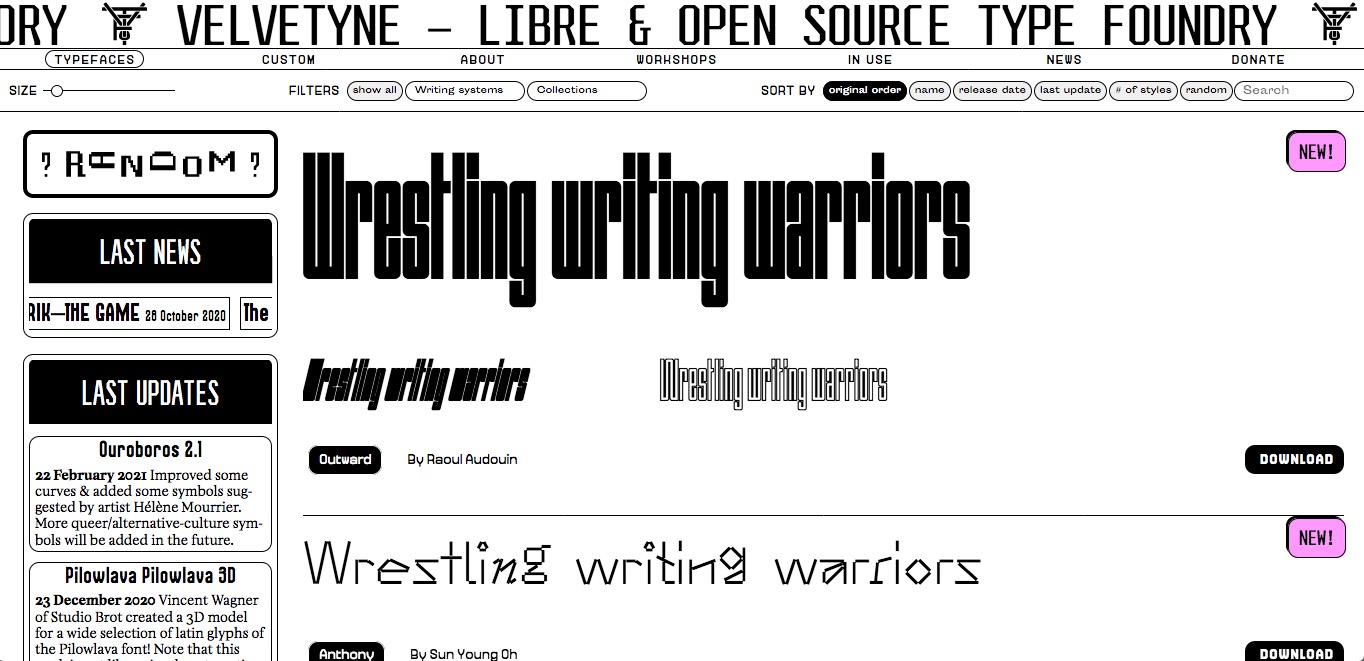 ORY VELVETYNE – LIBRE & OPEN SOURCE TYPE FOUNDRY
TYPEFACES CUSTOM ABOUT WORKSHOPS IN USE NEWS DONATE
SIZE FILTERS show all Writing systems Collections SORT BY original order name release date last update # of styles random Search
? RANDOM ?
LAST NEWS
RIK—THE GAME 28 October 2020 The
LAST UPDATES
Ouroboros 2.1
22 February 2021 Improved some
curves & added some symbols sug-
gested by artist Hélène Mourrier.
More queer/alternative-culture sym-
bols will be added in the future.
Pilowlava Pilowlava 3D
23 December 2020 Vincent Wagner
of Studio Brot created a 3D model
for a wide selection of latin glyphs of
the Pilowlava font! Note that this
NEW!
Wrestling writing warriors
Wrestling writing warriors
Wrestling writing warriors
Outward By Raoul Audouin DOWNLOAD
NEW!
Wrestling writing warriors
Anthony By Sun Young Oh DOWNLOAD